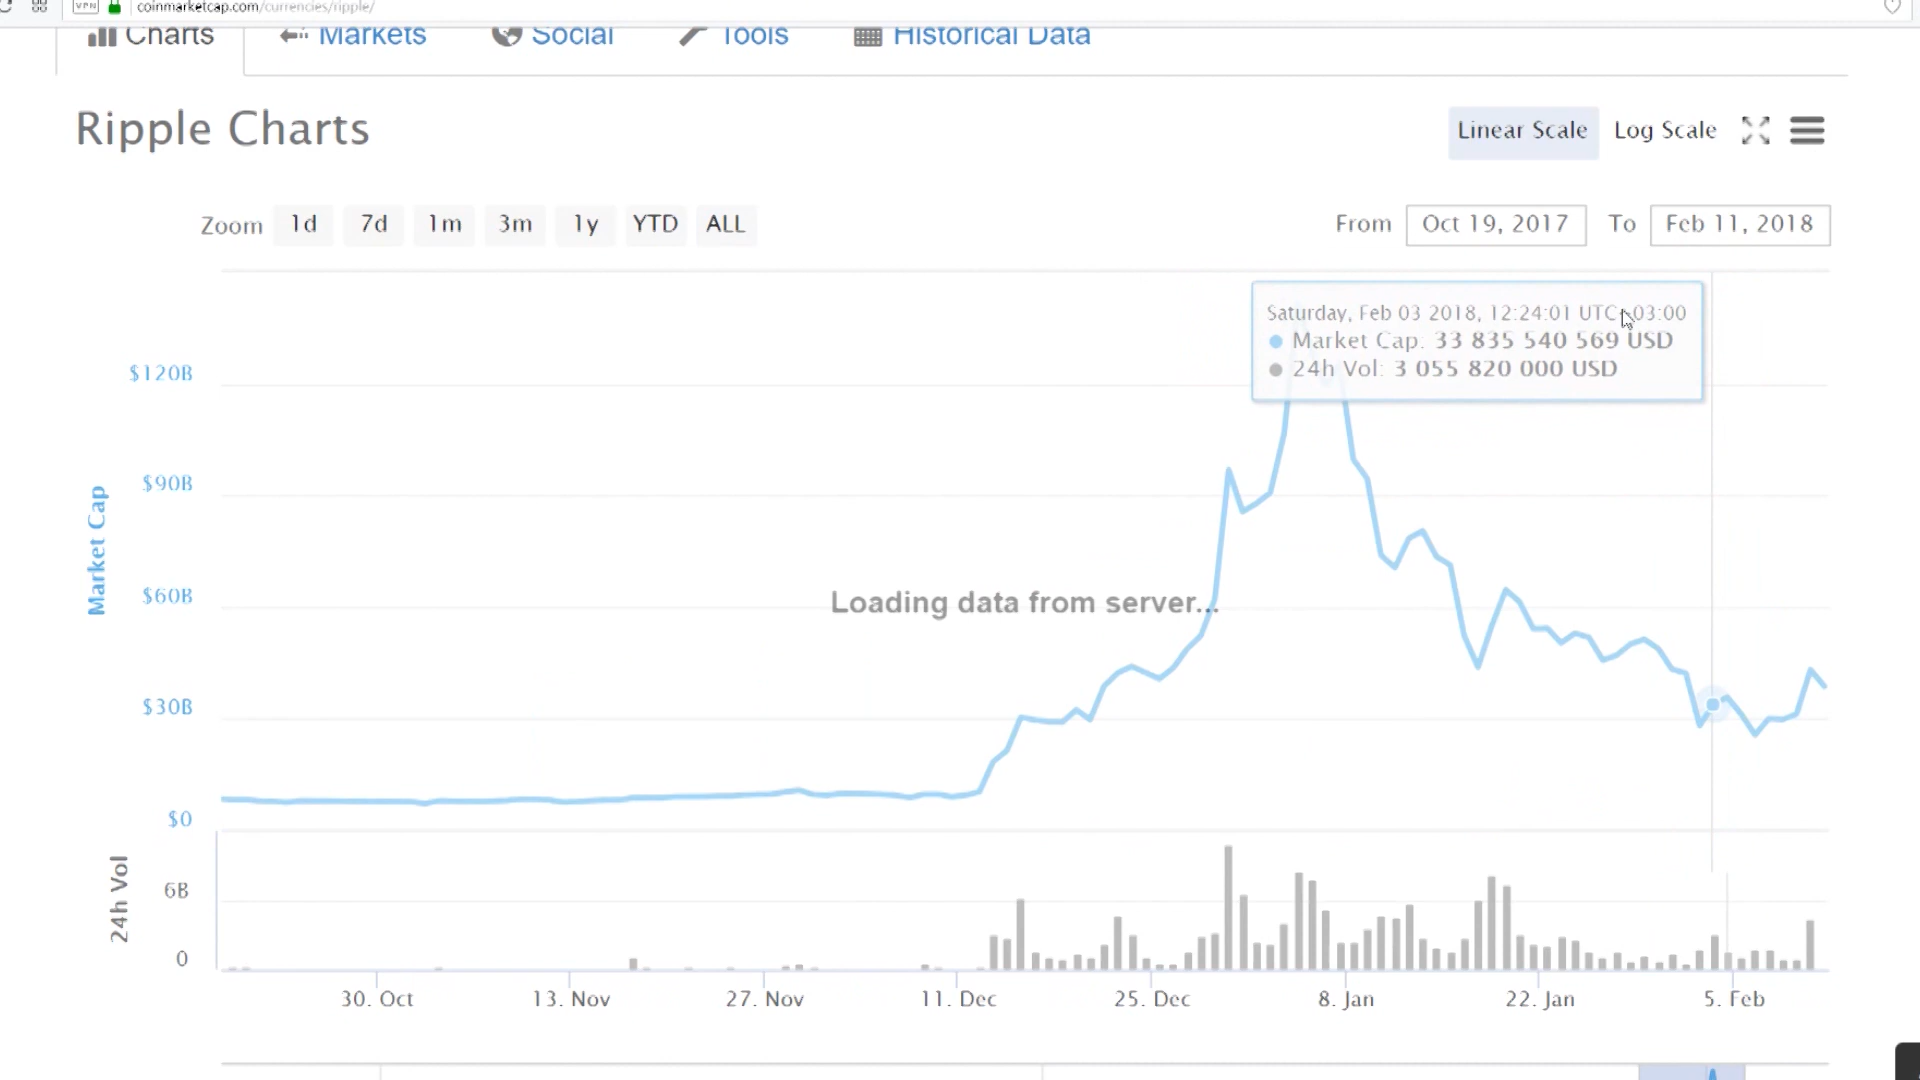 VPN coinmarketcap.com/currencies/ripple/
Charts Markets Social Tools Historical Data
Ripple Charts
Linear Scale Log Scale
Zoom 1d 7d 1m 3m 1y YTD ALL
From Oct 19, 2017 To Feb 11, 2018
Saturday, Feb 03 2018, 12:24:01 UTC 03:00
Market Cap: 33 835 540 569 USD
24h Vol: 3 055 820 000 USD
$120B
$90B
$60B
$30B
$0
Market Cap
Loading data from server...
24h Vol
6B
0
30. Oct 13. Nov 27. Nov 11. Dec 25. Dec 8. Jan 22. Jan 5. Feb